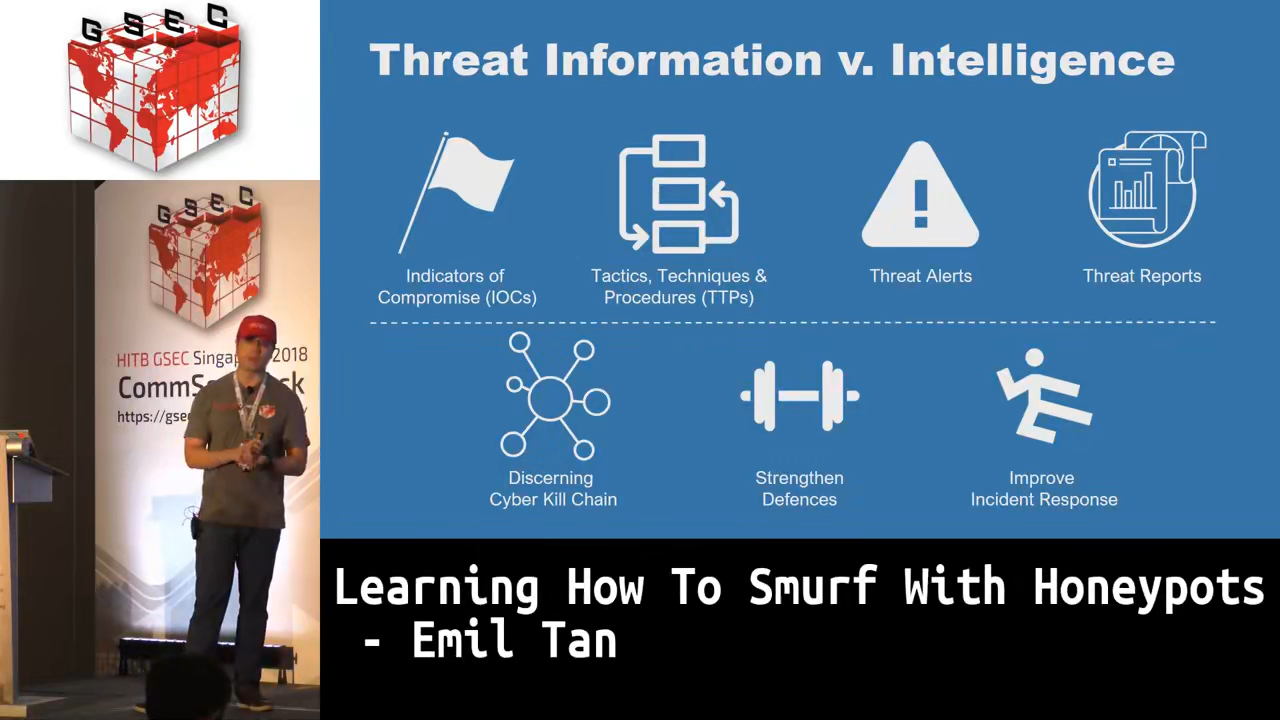 GSEC
Threat Information v. Intelligence
Indicators of
Compromise (IOCs)
Tactics, Techniques &
Procedures (TTPs)
Threat Alerts
Threat Reports
Discerning
Cyber Kill Chain
Strengthen
Defences
Improve
Incident Response
GSEC
HITB GSEC
2018
https://gse
Learning How To Smurf With Honeypots
- Emil Tan